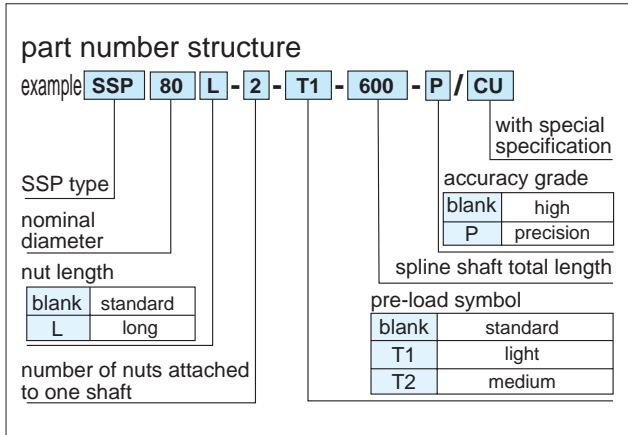 part number structure
example SSP 80 L - 2 - T1 - 600 - P / CU
with special
specification
SSP type
accuracy grade
blank high
P precision
nominal
diameter
spline shaft total length
nut length
blank standard
L long
pre-load symbol
blank standard
T1 light
T2 medium
number of nuts attached
to one shaft